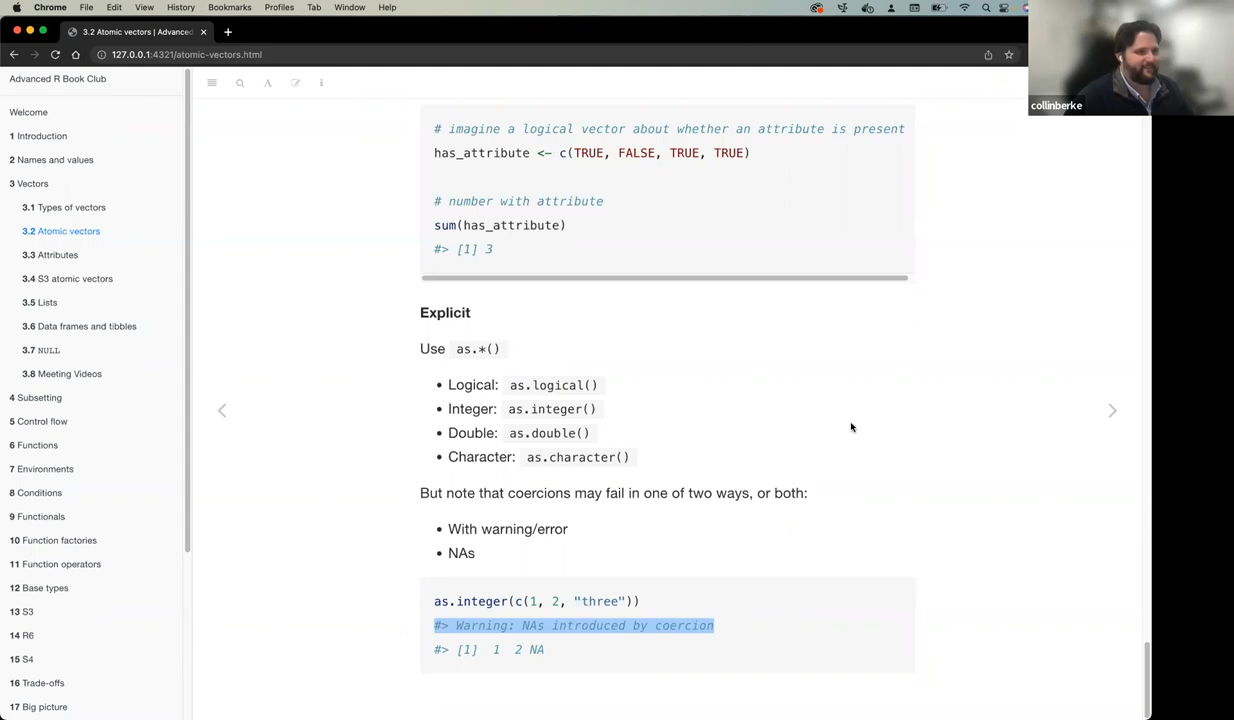 Chrome File Edit View History Bookmarks Profiles Tab Window Help
3.2 Atomic vectors | Advanced
127.0.0.1:4321/atomic-vectors.html
collinberke
Advanced R Book Club
Welcome
1 Introduction
2 Names and values
3 Vectors
3.1 Types of vectors
3.2 Atomic vectors
3.3 Attributes
3.4 S3 atomic vectors
3.5 Lists
3.6 Data frames and tibbles
3.7 NULL
3.8 Meeting Videos
4 Subsetting
5 Control flow
6 Functions
7 Environments
8 Conditions
9 Functionals
10 Function factories
11 Function operators
12 Base types
13 S3
14 R6
15 S4
16 Trade-offs
17 Big picture
A
i
# imagine a logical vector about whether an attribute is present
has_attribute <- c(TRUE, FALSE, TRUE, TRUE)
# number with attribute
sum(has_attribute)
#> [1] 3
Explicit
Use as.*()
• Logical: as.logical()
• Integer: as.integer()
• Double: as.double()
• Character: as.character()
But note that coercions may fail in one of two ways, or both:
• With warning/error
• NAs
as.integer(c(1, 2, "three"))
#> Warning: NAs introduced by coercion
#> [1]  1  2 NA